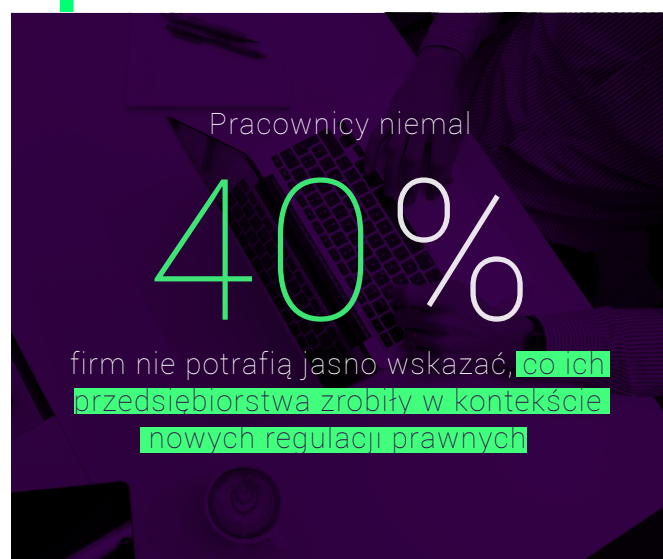 Pracownicy niemal
40%
firm nie potrafią jasno wskazać, co ich
przedsiębiorstwa zrobiły w kontekście
nowych regulacji prawnych